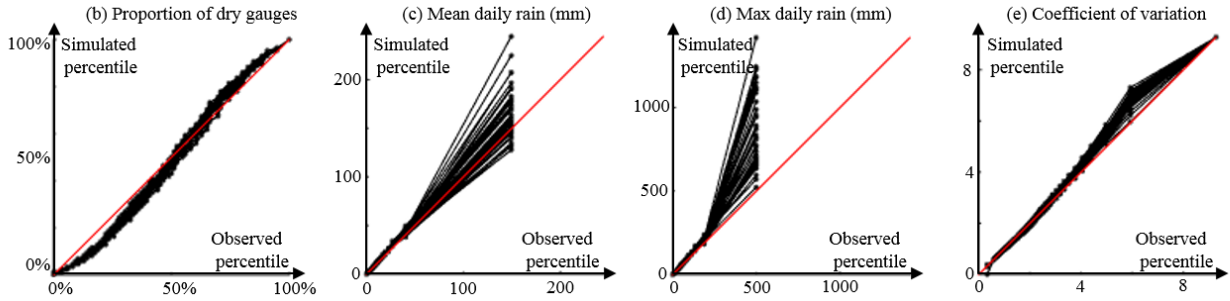 (b) Proportion of dry gauges
100%
Simulated
percentile
50%
0%
Observed
percentile
0%
50%
100%
(c) Mean daily rain (mm)
Simulated
percentile
200
100
0
Observed
percentile
0
100
200
(d) Max daily rain (mm)
Simulated
percentile
1000
500
0
Observed
percentile
0
500
1000
(e) Coefficient of variation
Simulated
percentile
8
4
0
Observed
percentile
0
4
8